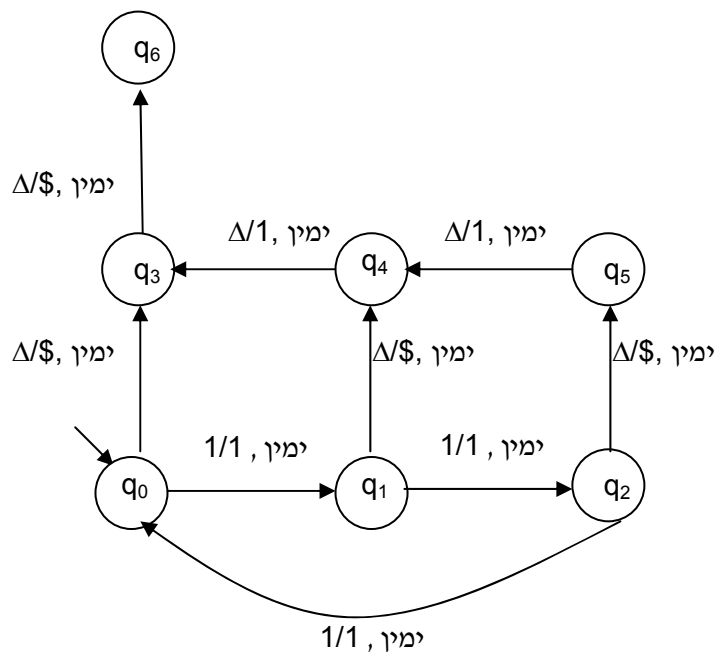 q6
Δ/$, ימין
Δ/1, ימין
Δ/1, ימין
q3
q4
q5
Δ/$, ימין
Δ/$, ימין
Δ/$, ימין
1/1 , ימין
1/1 , ימין
q0
q1
q2
1/1 , ימין